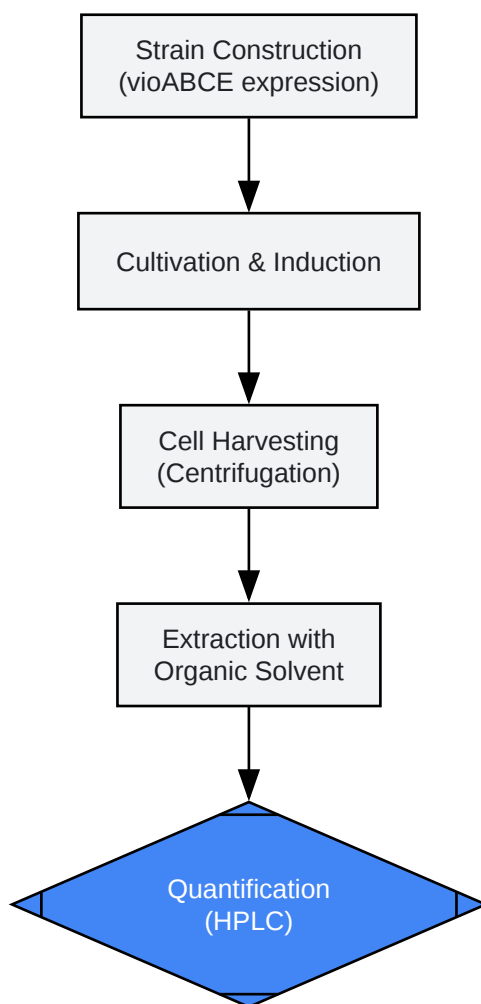 Strain Construction
(vioABCE expression)
Cultivation & Induction
Cell Harvesting
(Centrifugation)
Extraction with
Organic Solvent
Quantification
(HPLC)